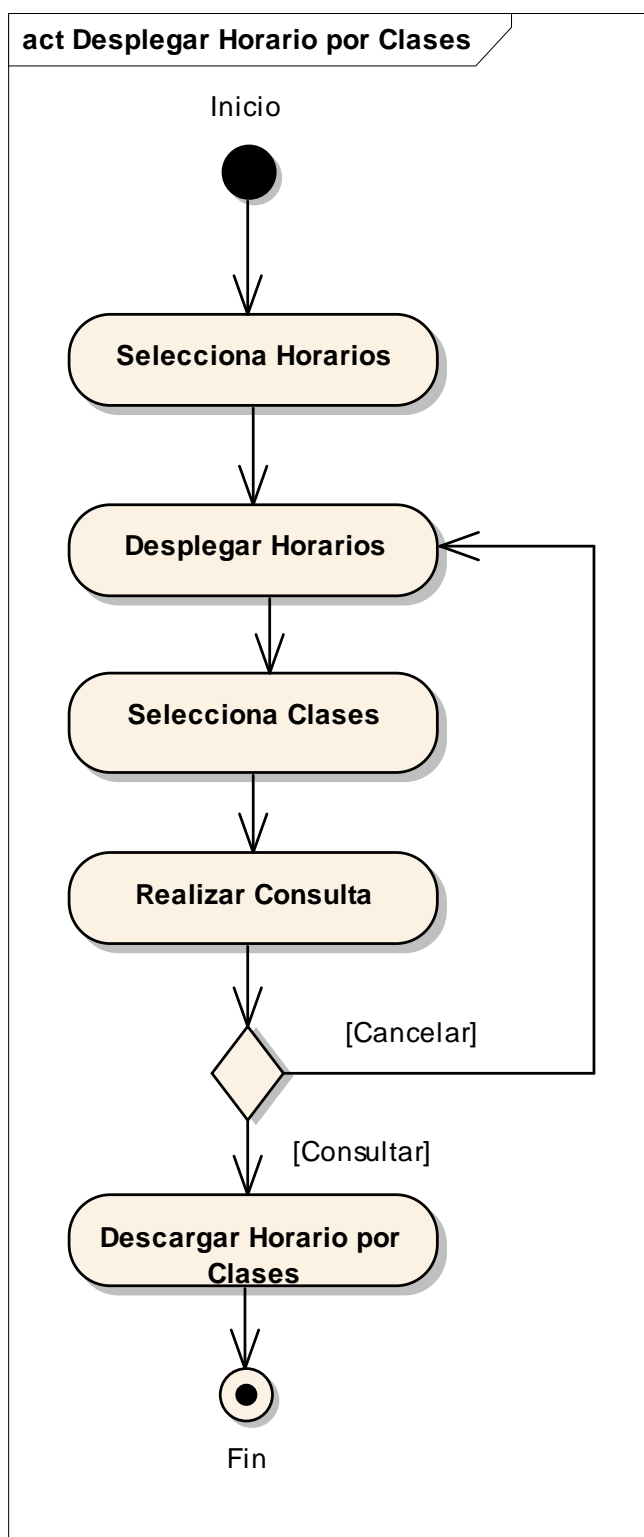 act Desplegar Horario por Clases
Inicio
Selecciona Horarios
Desplegar Horarios
Selecciona Clases
Realizar Consulta
[Cancelar]
[Consultar]
Descargar Horario por
Clases
Fin